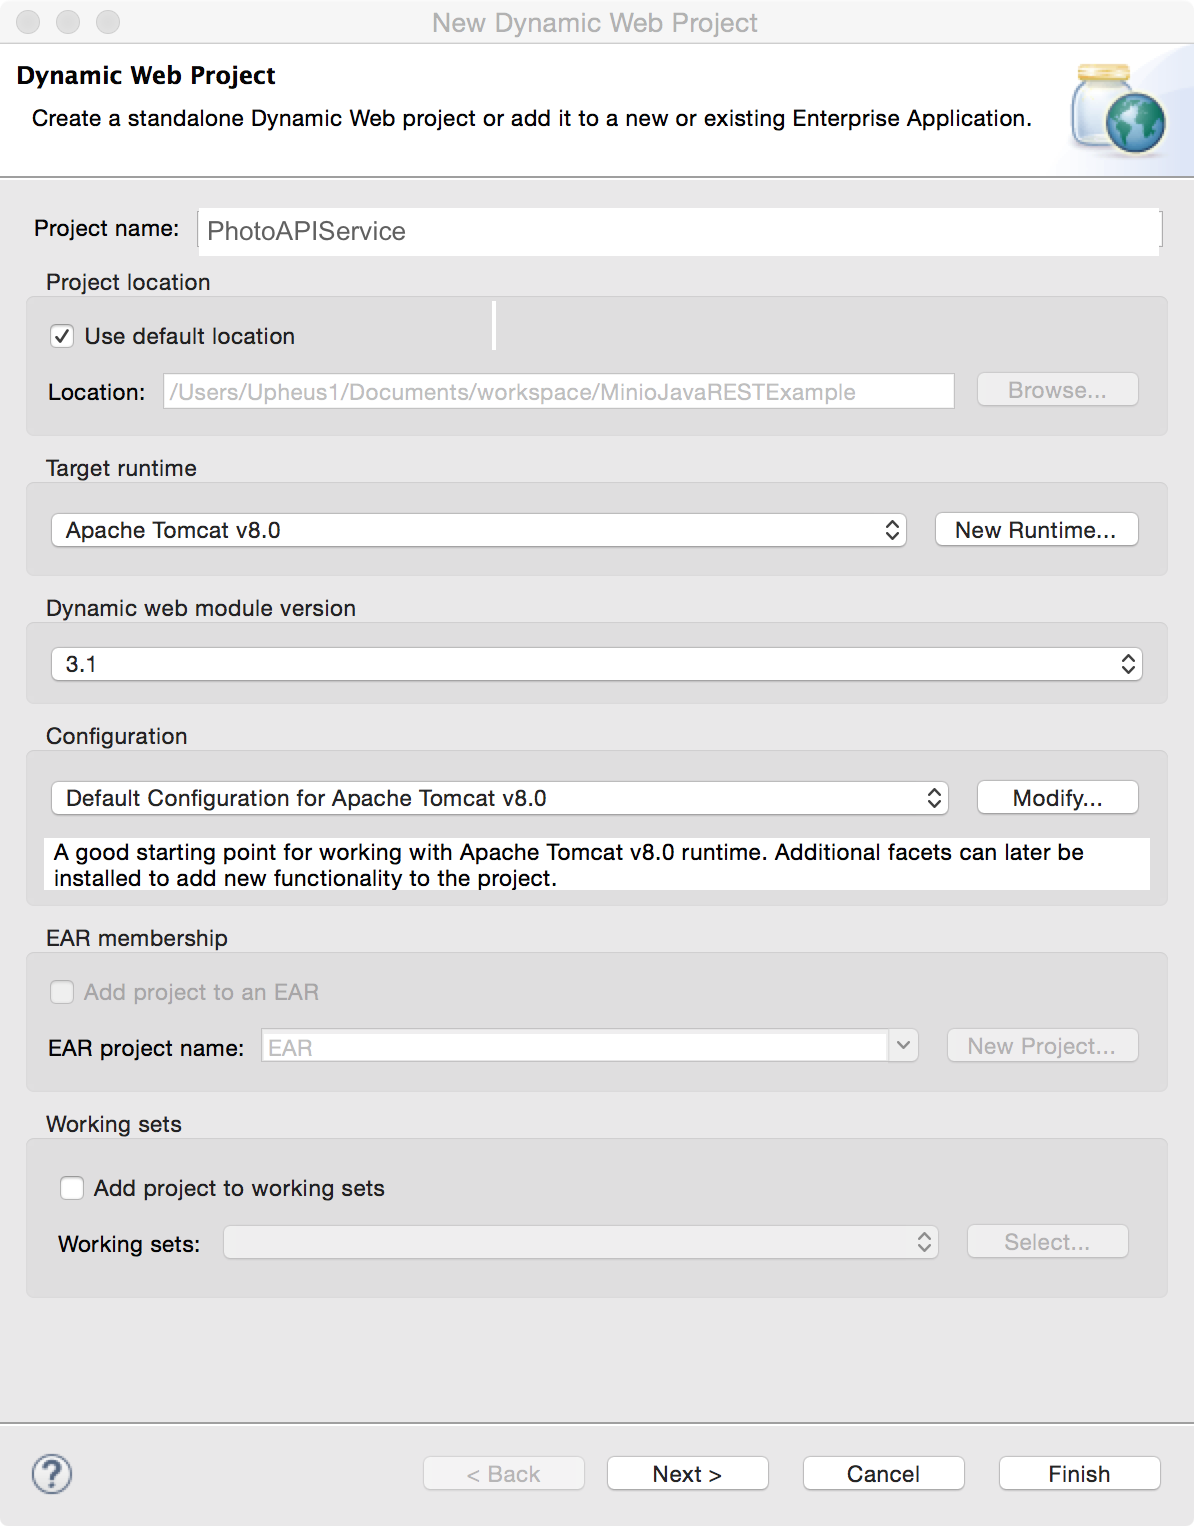 New Dynamic Web Project
Dynamic Web Project
Create a standalone Dynamic Web project or add it to a new or existing Enterprise Application.
Project name: PhotoAPIService
Project location
Use default location
Location: /Users/Upheus1/Documents/workspace/MinioJavaRESTExample Browse...
Target runtime
Apache Tomcat v8.0 New Runtime...
Dynamic web module version
3.1
Configuration
Default Configuration for Apache Tomcat v8.0 Modify...
A good starting point for working with Apache Tomcat v8.0 runtime. Additional facets can later be
installed to add new functionality to the project.
EAR membership
Add project to an EAR
EAR project name: EAR New Project...
Working sets
Add project to working sets
Working sets: Select...
? < Back Next > Cancel Finish